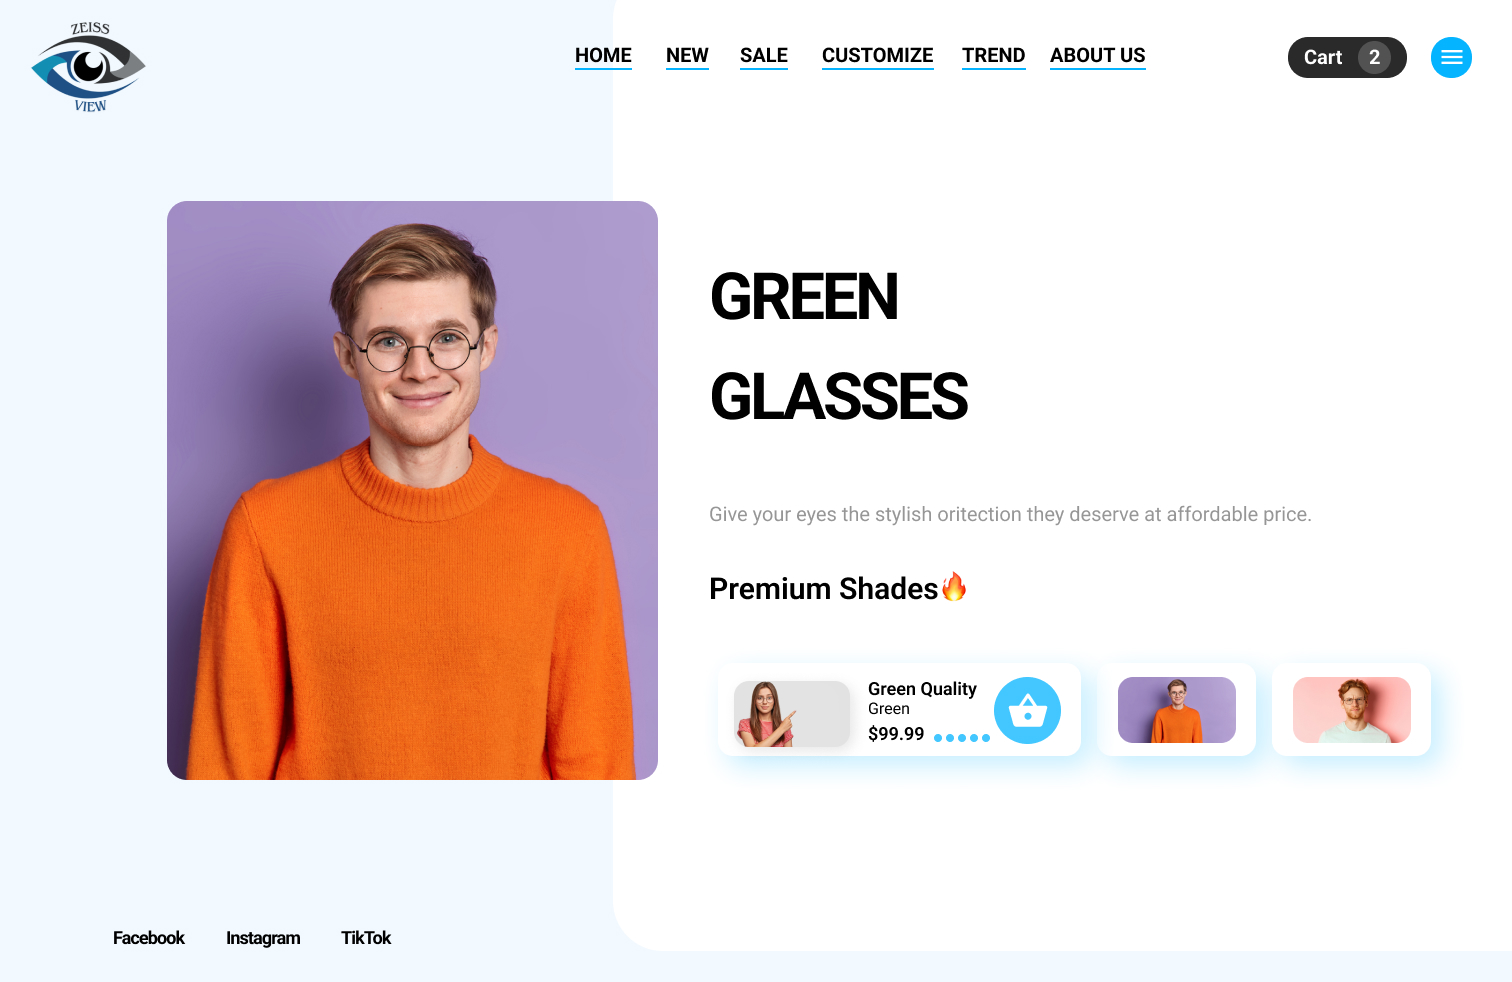 ZEISS
VIEW
HOME NEW SALE CUSTOMIZE TREND ABOUT US
Cart 2
GREEN
GLASSES
Give your eyes the stylish oritection they deserve at affordable price.
Premium Shades🔥
Green Quality
Green
$99.99
Facebook Instagram TikTok